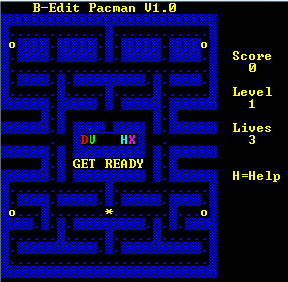 B-Edit Pacman V1.0
Score
0
Level
1
DV HX
Lives
3
GET READY
H=Help